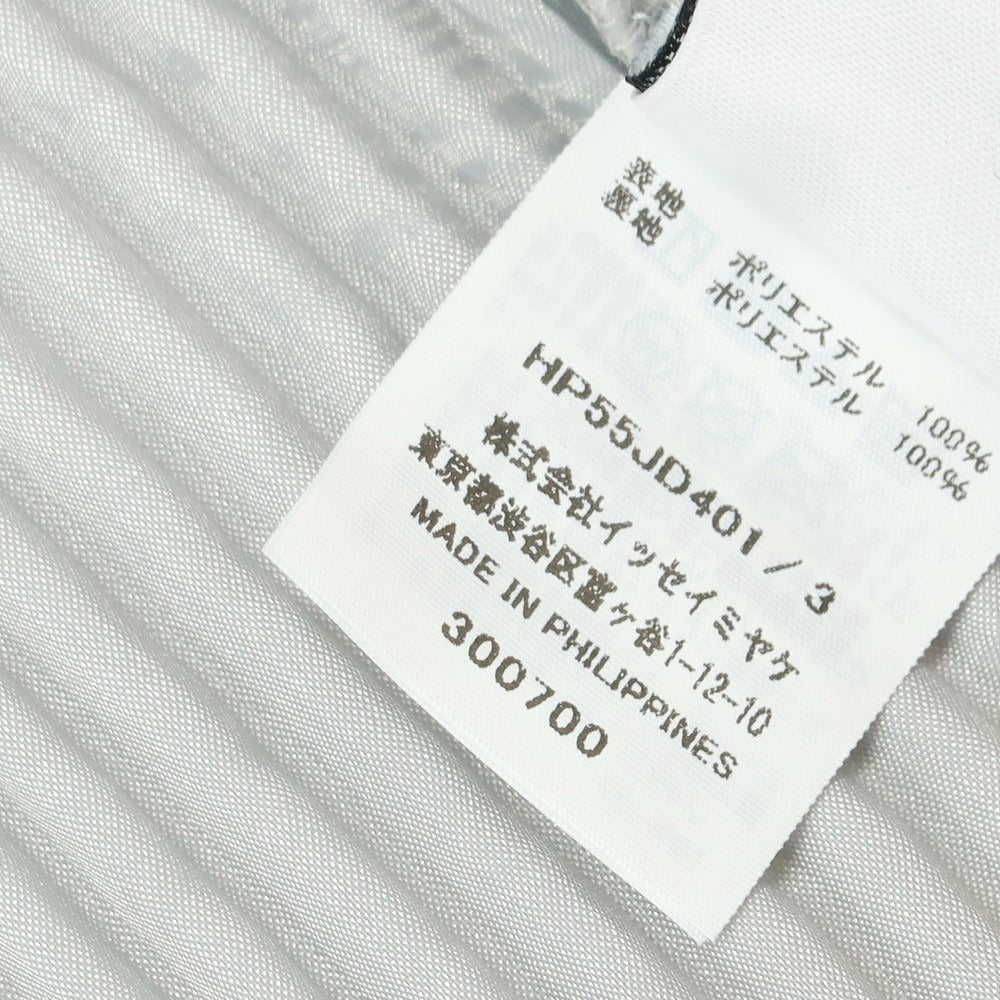 表地 ポリエステル 100%
裏地 ポリエステル 100%
HP55JD401 / 3
株式会社イッセイミヤケ
東京都渋谷区富ヶ谷1-12-10
MADE IN PHILIPPINES
300700